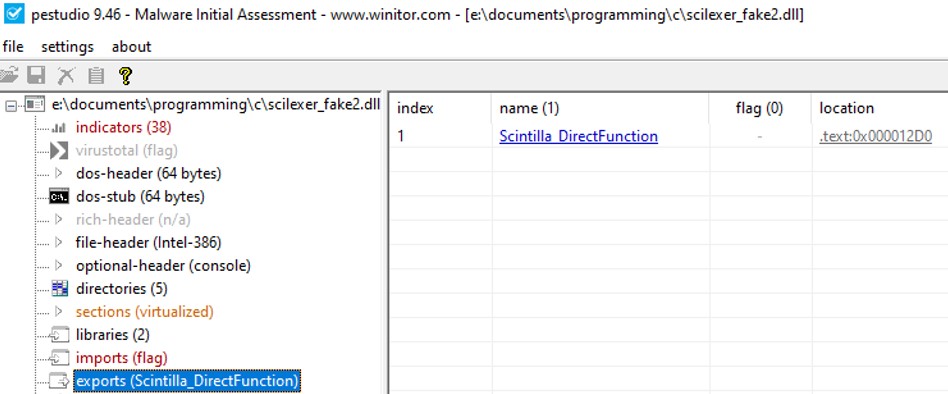 pestudio 9.46 - Malware Initial Assessment - www.winitor.com - [e:\documents\programming\c\scilexer_fake2.dll]
file settings about
e:\documents\programming\c\scilexer_fake2.dll
indicators (38)
virustotal (flag)
dos-header (64 bytes)
dos-stub (64 bytes)
rich-header (n/a)
file-header (Intel-386)
optional-header (console)
directories (5)
sections (virtualized)
libraries (2)
imports (flag)
exports (Scintilla_DirectFunction)
index name (1) flag (0) location
1 Scintilla_DirectFunction - .text:0x000012D0